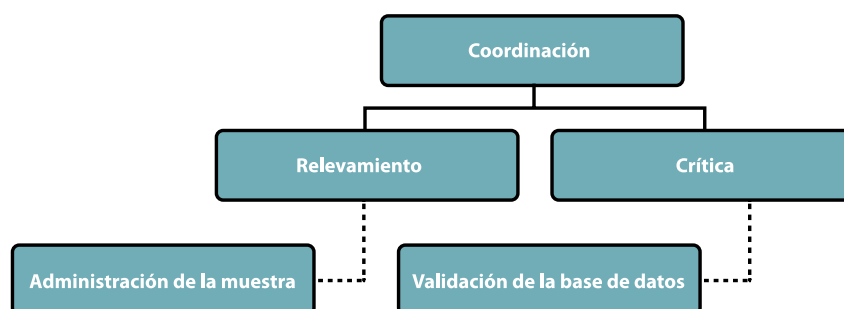 Coordinación
Relevamiento
Crítica
Administración de la muestra
Validación de la base de datos